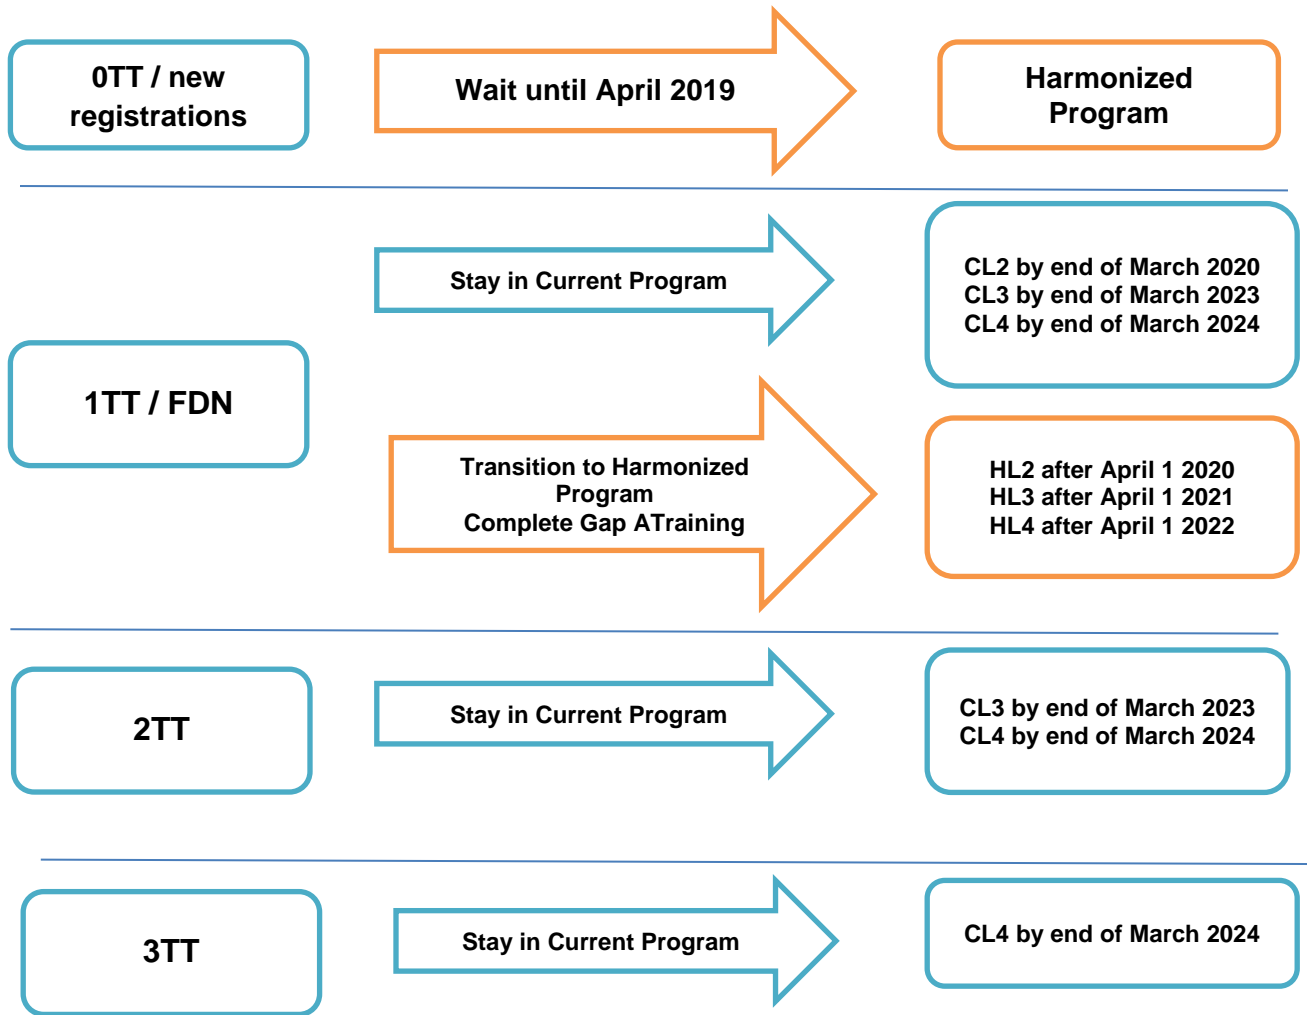 0TT / new
registrations
Wait until April 2019
Harmonized
Program
1TT / FDN
Stay in Current Program
CL2 by end of March 2020
CL3 by end of March 2023
CL4 by end of March 2024
Transition to Harmonized
Program
Complete Gap ATraining
HL2 after April 1 2020
HL3 after April 1 2021
HL4 after April 1 2022
2TT
Stay in Current Program
CL3 by end of March 2023
CL4 by end of March 2024
3TT
Stay in Current Program
CL4 by end of March 2024